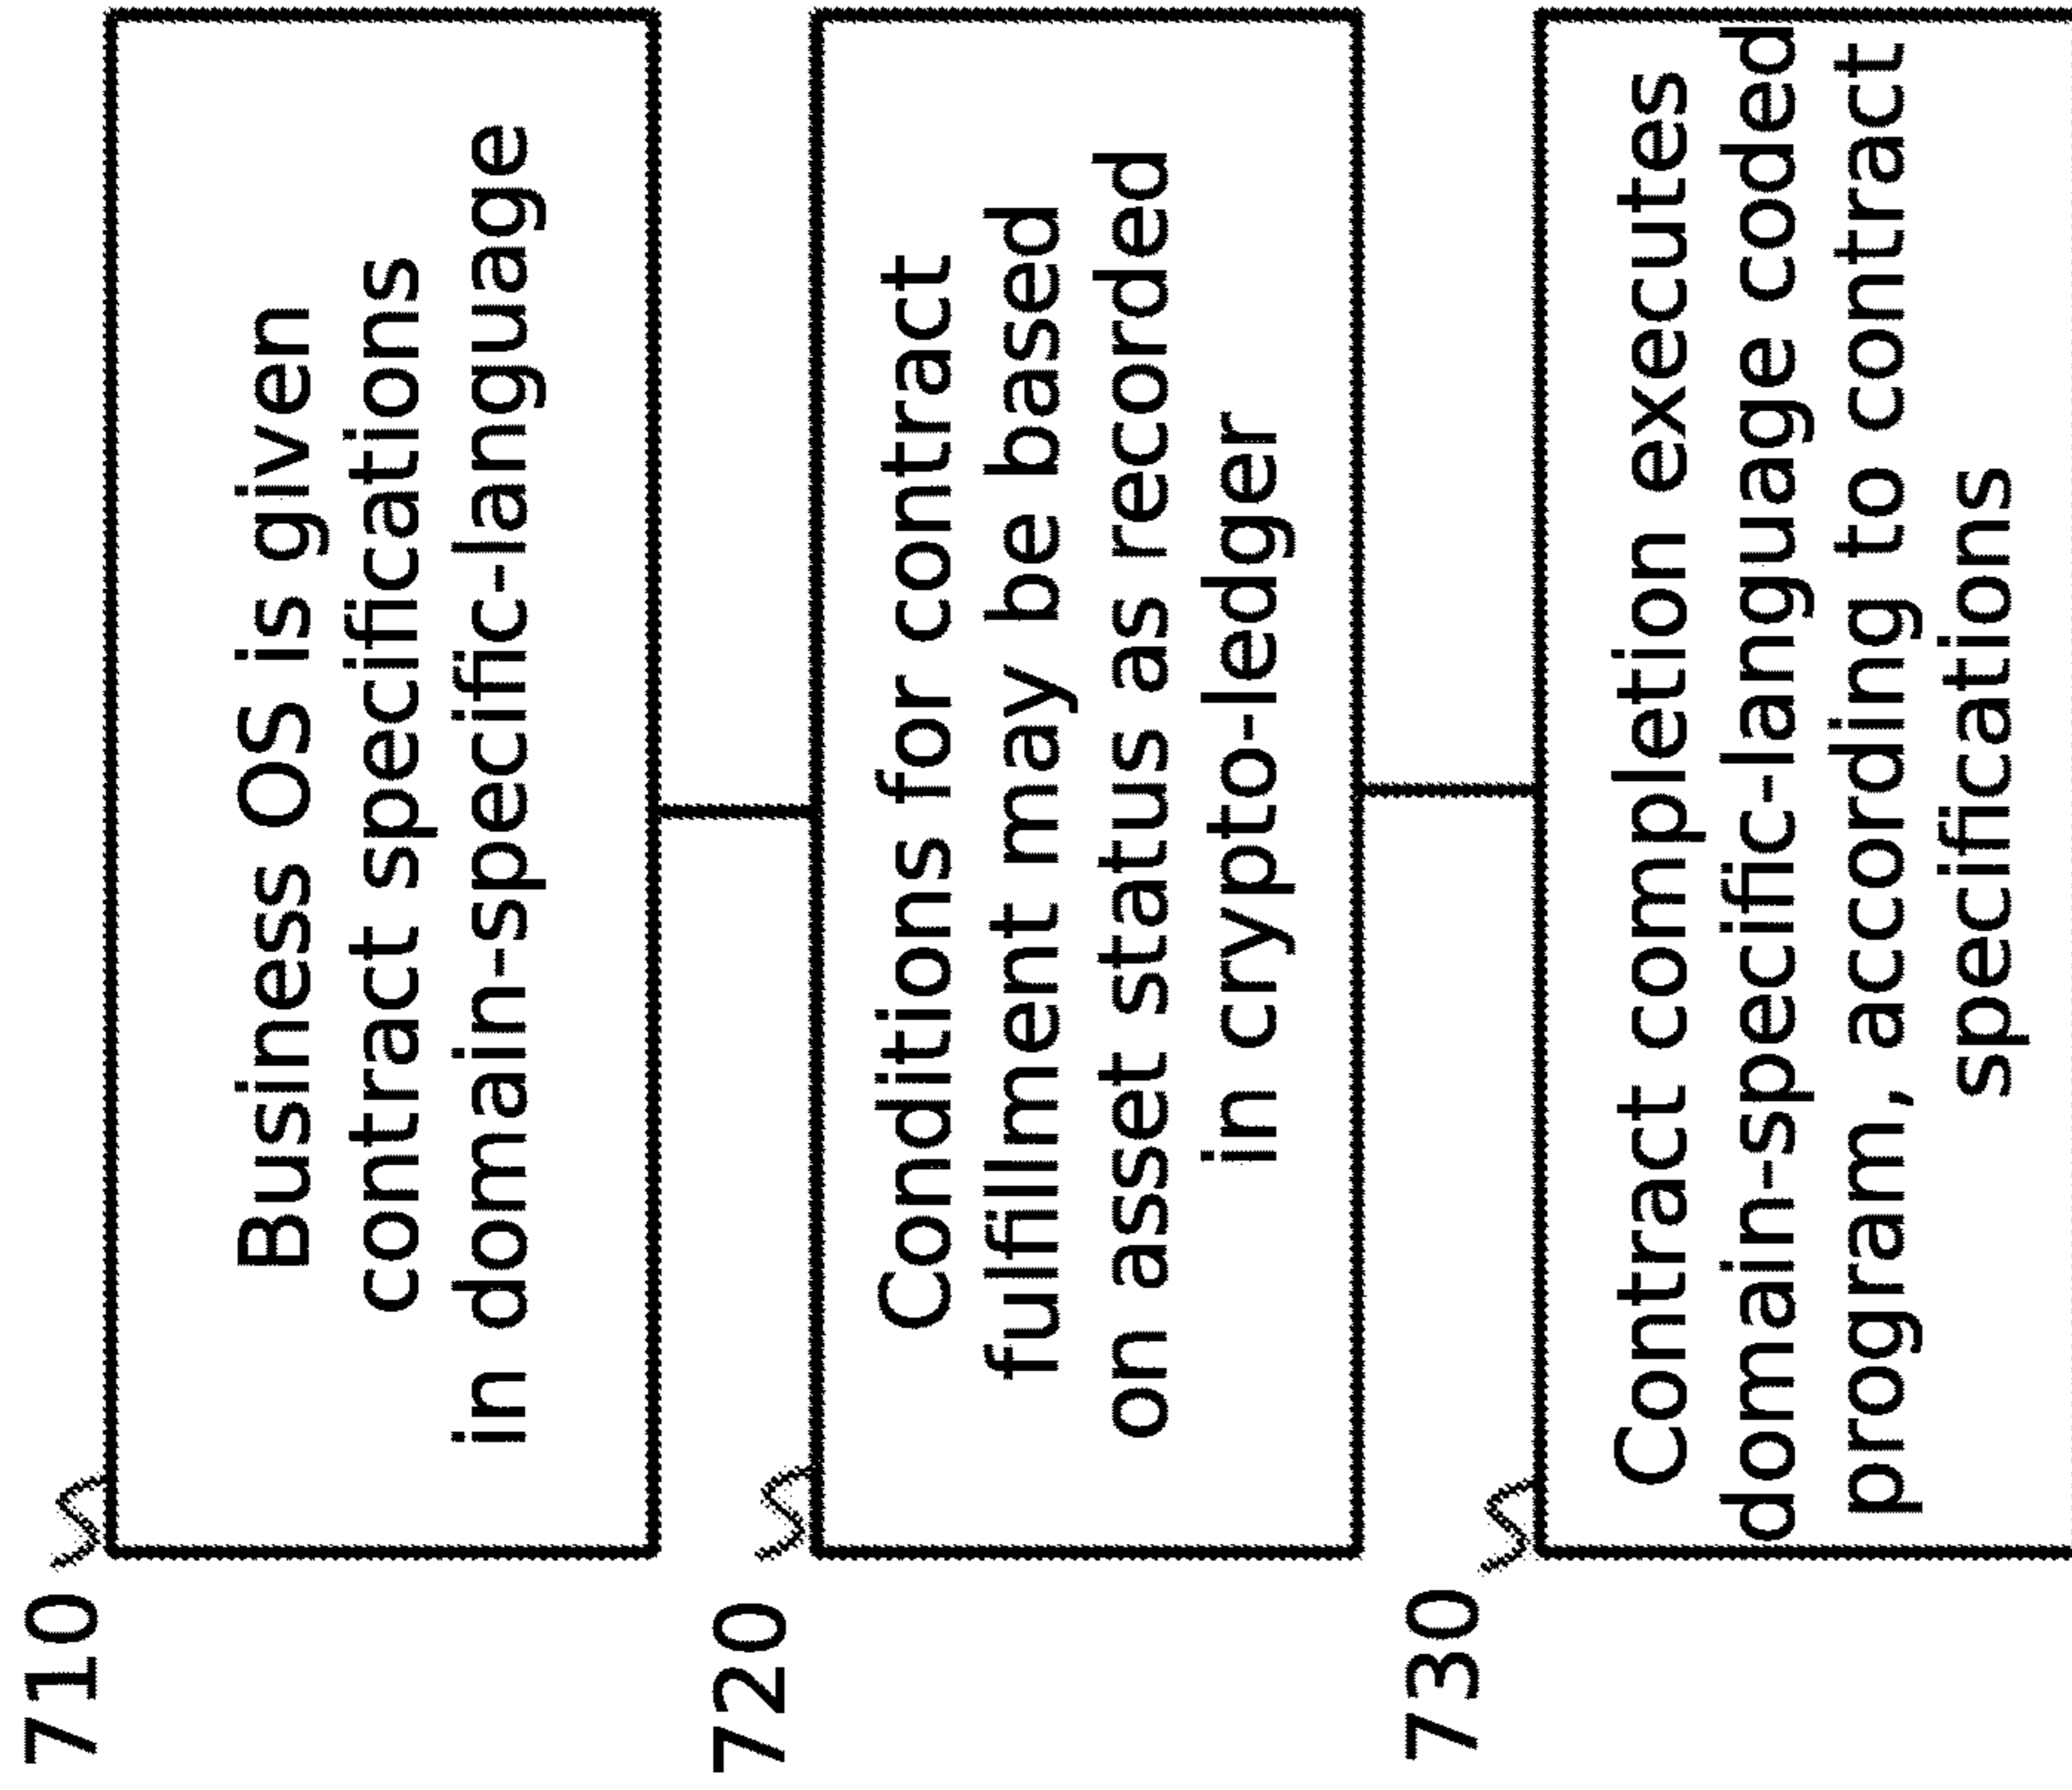 710
Business OS is given
contract specifications
in domain-specific-language
720
Conditions for contract
fulfillment may be based
on asset status as recorded
in crypto-ledger
730
Contract completion executes
domain-specific-language coded
program, according to contract
specifications